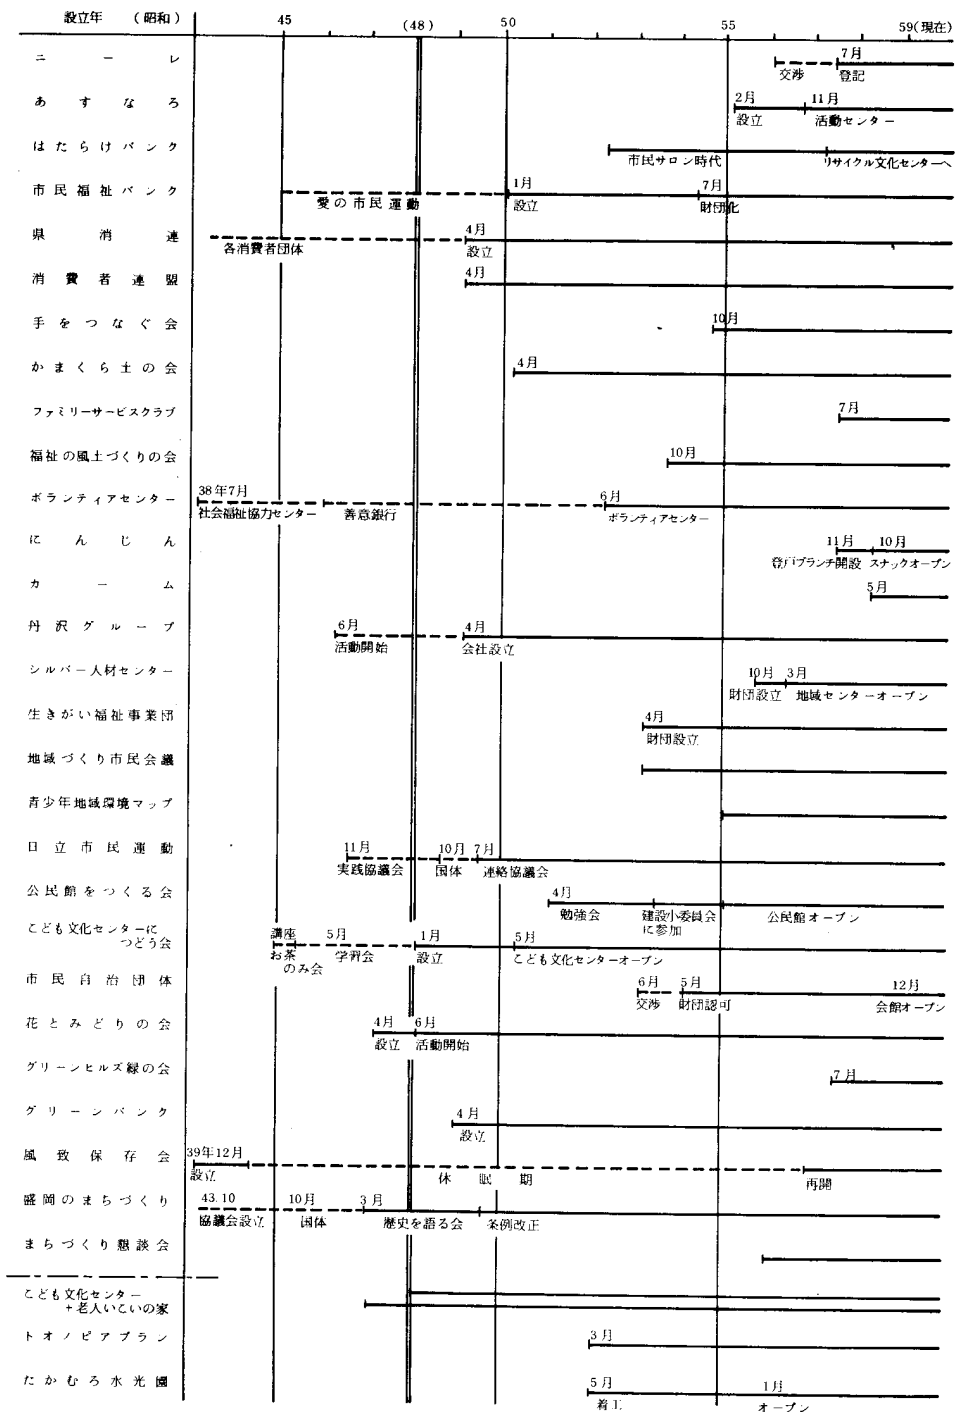 設立年 (昭和) 45 (48) 50 55 59(現在)
ニーレ 7月
交渉 登記
あすなろ 2月 11月
設立 活動センター
はたらけバンク
市民サロン時代 リサイクル文化センターへ
市民福祉バンク 1月 7月
愛の市民運動 設立 財団化
県消連 4月
各消費者団体 設立
消費者連盟 4月
手をつなぐ会 10月
かまくら土の会 4月
ファミリーサービスクラブ 7月
福祉の風土づくりの会 10月
ボランティアセンター 38年7月 6月
社会福祉協力センター 善意銀行 ボランティアセンター
にんじん 11月 10月
登戸ブランチ開設 スナックオープン
カーム 5月
丹沢グループ 6月 4月
活動開始 会社設立
シルバー人材センター 10月 3月
財団設立 地域センターオープン
生きがい福祉事業団 4月
財団設立
地域づくり市民会議
青少年地域環境マップ
日立市民運動 11月 10月 7月
実践協議会 国体 連絡協議会
公民館をつくる会 4月
勉強会 建設小委員会 公民館オープン
に参加
こども文化センターに
つどう会
講座 5月 1月 5月
お茶 学習会 設立 こども文化センターオープン
のみ会
市民自治団体 6月 5月 12月
交渉 財団認可 会館オープン
花とみどりの会 4月 6月
設立 活動開始
グリーンヒルズ緑の会 7月
グリーンバンク 4月
設立
風致保存会 39年12月
設立 休眠期 再開
盛岡のまちづくり 43.10 10月 3月
協議会設立 国体 歴史を語る会 条例改正
まちづくり懇談会
こども文化センター
+老人いこいの家
トオノピアプラン 3月
たかむろ水光園 5月 1月
着工 オープン